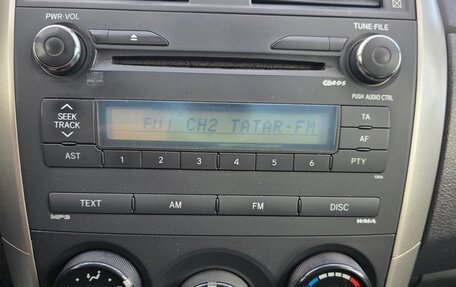 PWR·VOL
TUNE·FILE
PUSH AUDIO CTRL
SEEK TRACK
FM1 CH2 TATAR-FM
TA
AF
AST 1 2 3 4 5 6 PTY
TEXT AM FM DISC
MP3 WMA